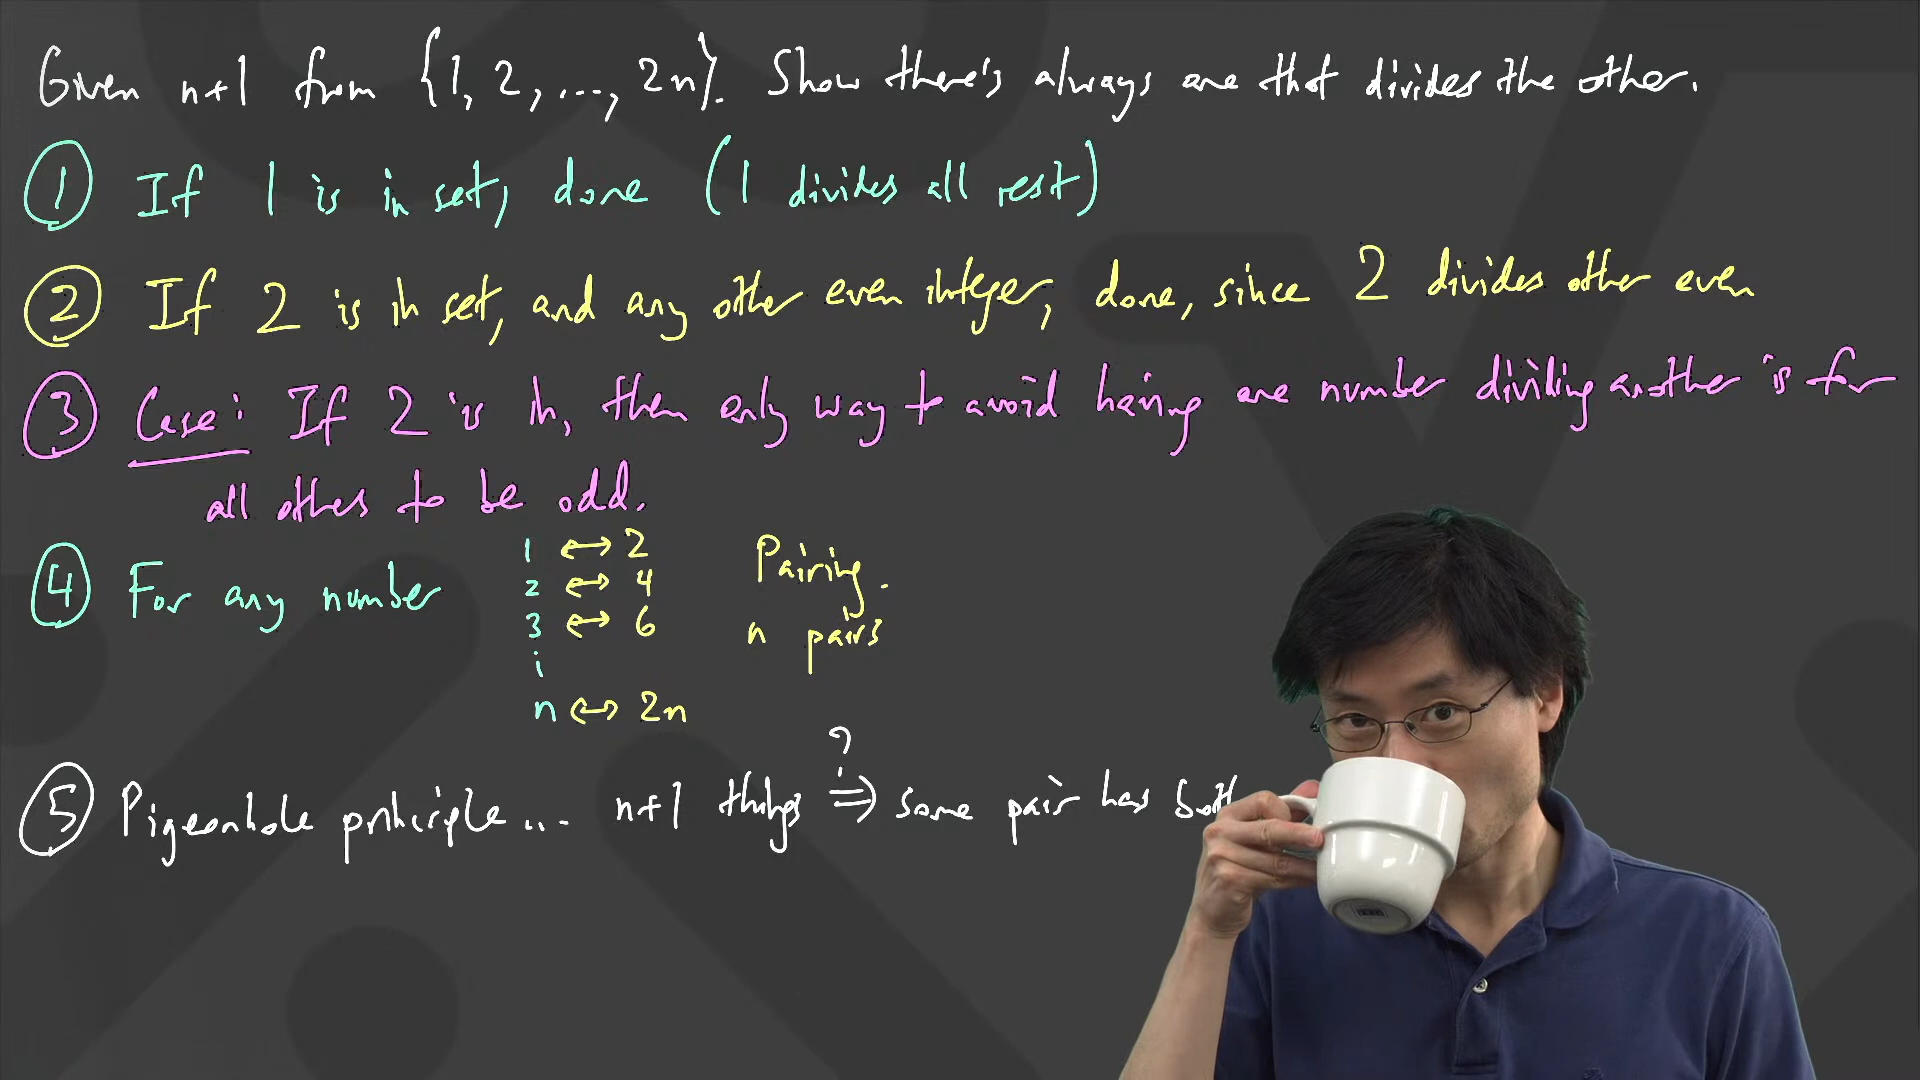 Given n+1 from {1, 2, ..., 2n}. Show there's always one that divides the other.
① If 1 is in set, done (1 divides all rest)
② If 2 is in set, and any other even integer, done, since 2 divides other even
③ Case: If 2 is in, then only way to avoid having one number dividing another is for
all others to be odd.
④ For any number
1 ↔ 2
2 ↔ 4
3 ↔ 6
⋮
n ↔ 2n
Pairing.
n pairs
?
⑤ Pigeonhole principle... n+1 things ⇒ some pair has both